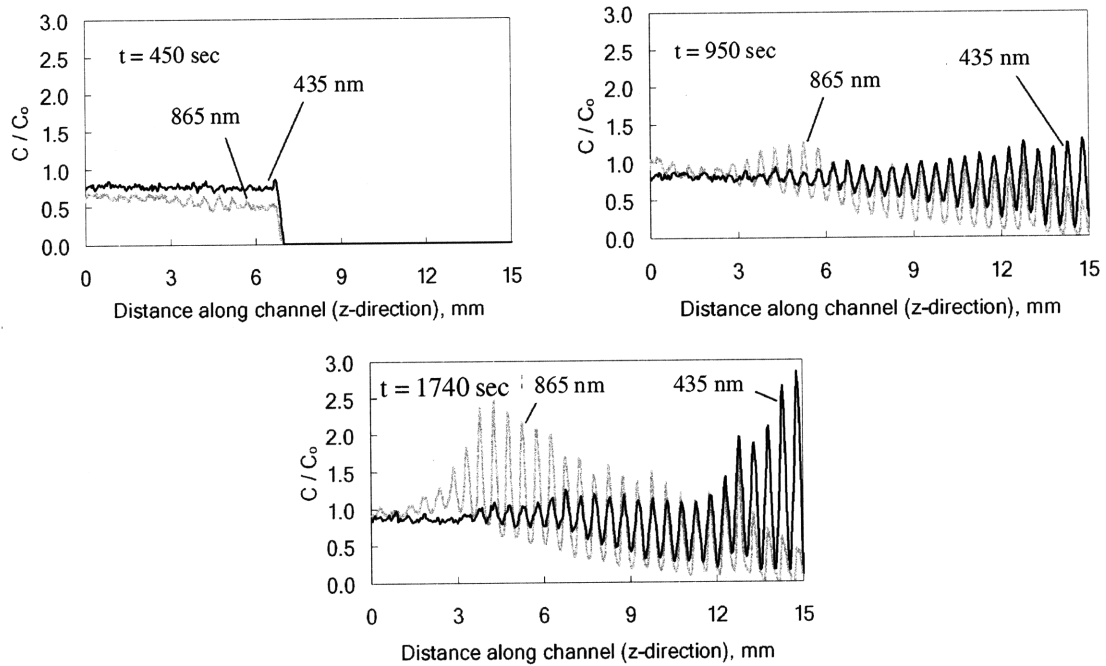 3.0
t = 450 sec
2.5
435 nm
2.0
865 nm
1.5
1.0
0.5
0.0
C / Co
0 3 6 9 12 15
Distance along channel (z-direction), mm
3.0
t = 950 sec
435 nm
2.5
865 nm
2.0
1.5
1.0
0.5
0.0
C / Co
0 3 6 9 12 15
Distance along channel (z-direction), mm
3.0
t = 1740 sec
865 nm
435 nm
2.5
2.0
1.5
1.0
0.5
0.0
C / Co
0 3 6 9 12 15
Distance along channel (z-direction), mm